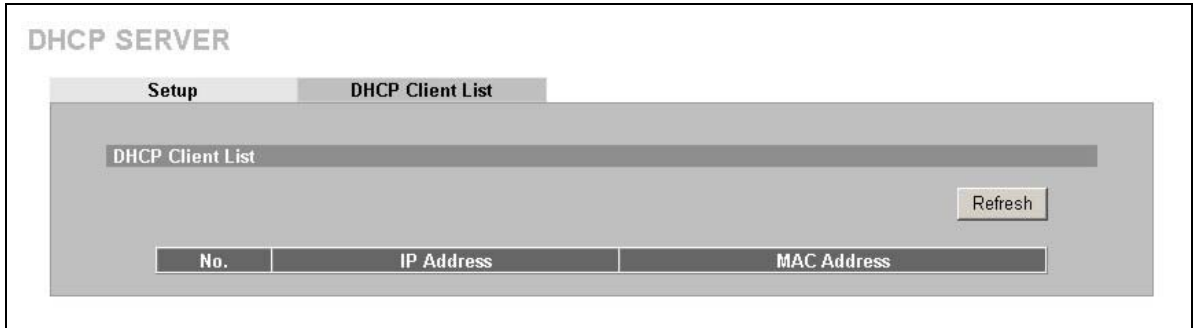 DHCP SERVER
Setup DHCP Client List
DHCP Client List
Refresh
No. IP Address MAC Address